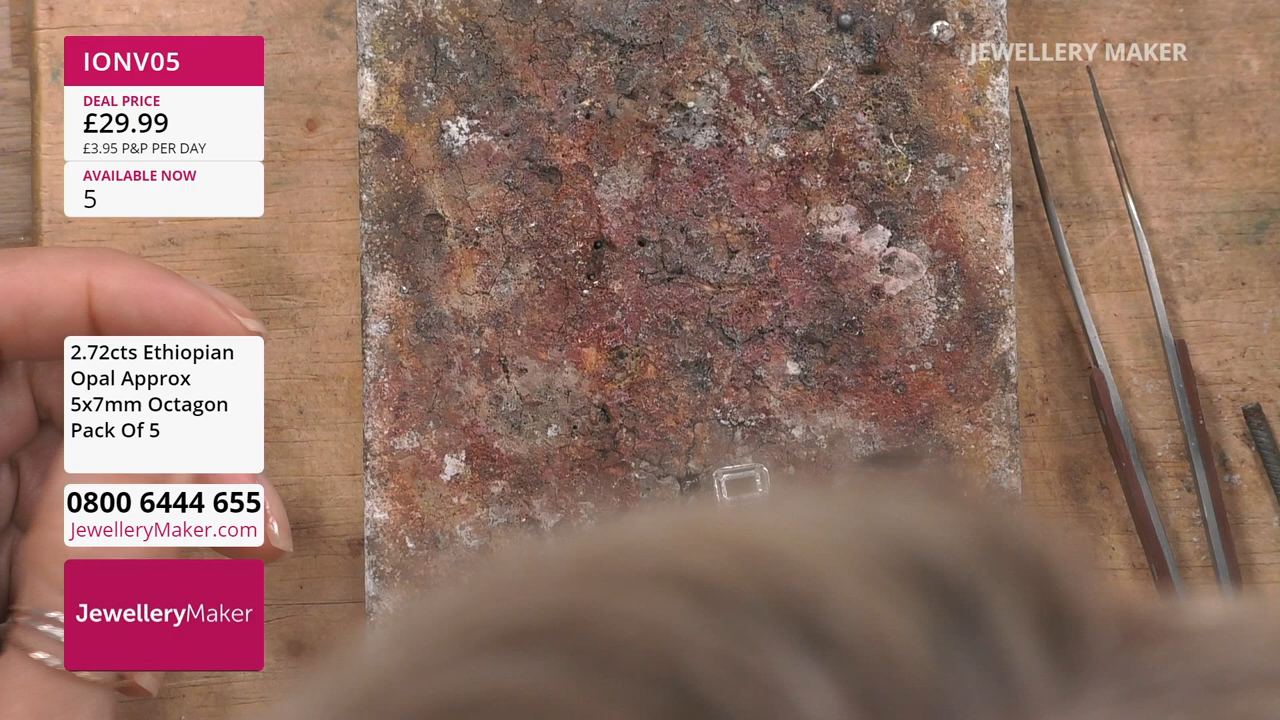 IONV05
DEAL PRICE
£29.99
£3.95 P&P PER DAY
AVAILABLE NOW
5
2.72cts Ethiopian
Opal Approx
5x7mm Octagon
Pack Of 5
0800 6444 655
JewelleryMaker.com
JewelleryMaker
JEWELLERY MAKER